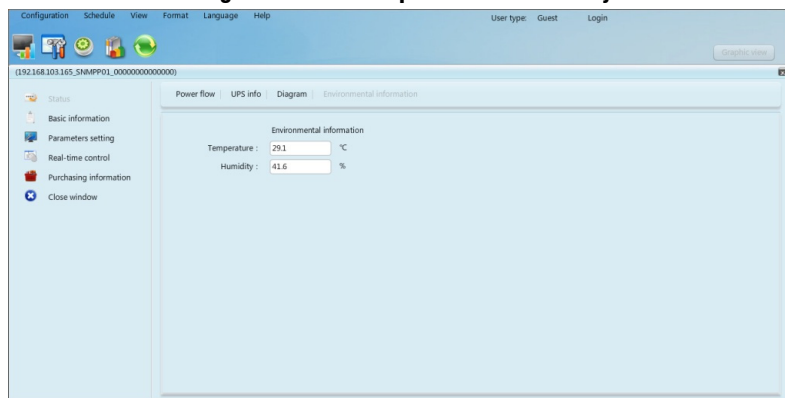 Configuration Schedule View Format Language Help User type: Guest Login
Graphic view
(192.168.103.165_SNMPP01_00000000000000)
Status
Basic information
Parameters setting
Real-time control
Purchasing information
Close window
Power flow | UPS info | Diagram | Environmental information
Environmental information
Temperature : 29.1 ℃
Humidity : 41.6 %